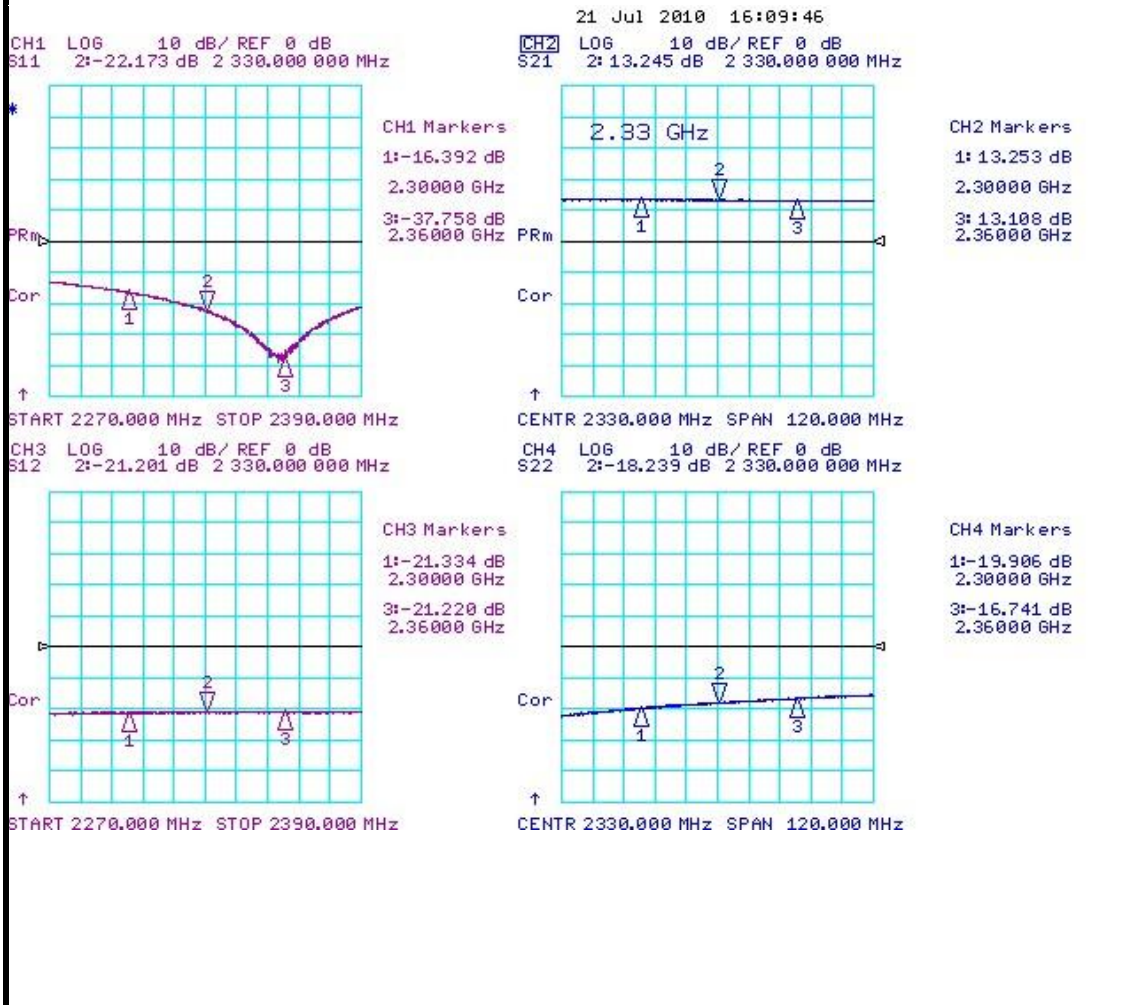 21 Jul 2010 16:09:46
CH1 LOG 10 dB/ REF 0 dB
S11 2:-22.173 dB 2 330.000 000 MHz
*
CH1 Markers
1:-16.392 dB
2.30000 GHz
3:-37.758 dB
2.36000 GHz
PRm
Cor
2
1
3
↑
START 2270.000 MHz STOP 2390.000 MHz
CH2 LOG 10 dB/ REF 0 dB
S21 2: 13.245 dB 2 330.000 000 MHz
2.33 GHz
CH2 Markers
1: 13.253 dB
2.30000 GHz
3: 13.108 dB
2.36000 GHz
2
1
3
PRm
Cor
↑
CENTR 2330.000 MHz SPAN 120.000 MHz
CH3 LOG 10 dB/ REF 0 dB
S12 2:-21.201 dB 2 330.000 000 MHz
CH3 Markers
1:-21.334 dB
2.30000 GHz
3:-21.220 dB
2.36000 GHz
Cor
2
1
3
↑
START 2270.000 MHz STOP 2390.000 MHz
CH4 LOG 10 dB/ REF 0 dB
S22 2:-18.239 dB 2 330.000 000 MHz
CH4 Markers
1:-19.906 dB
2.30000 GHz
3:-16.741 dB
2.36000 GHz
Cor
2
1
3
↑
CENTR 2330.000 MHz SPAN 120.000 MHz